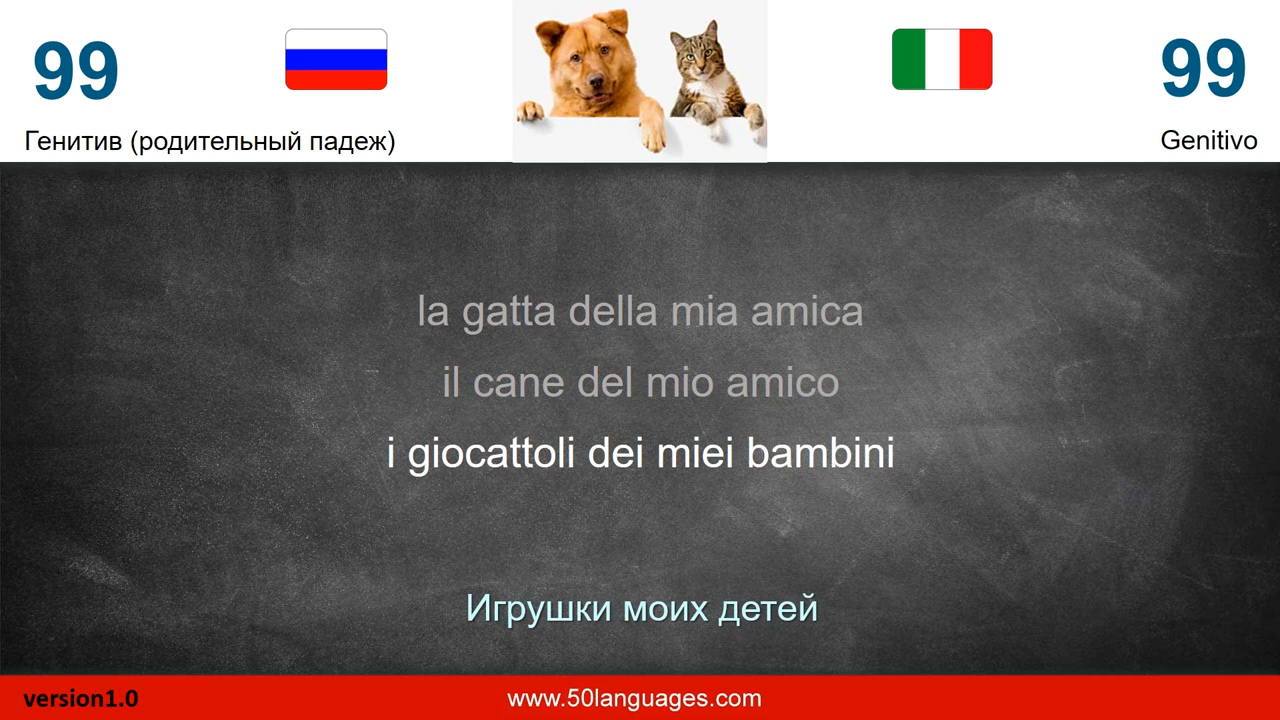 99
99
Генитив (родительный падеж)
Genitivo
la gatta della mia amica
il cane del mio amico
i giocattoli dei miei bambini
Игрушки моих детей
version1.0
www.50languages.com